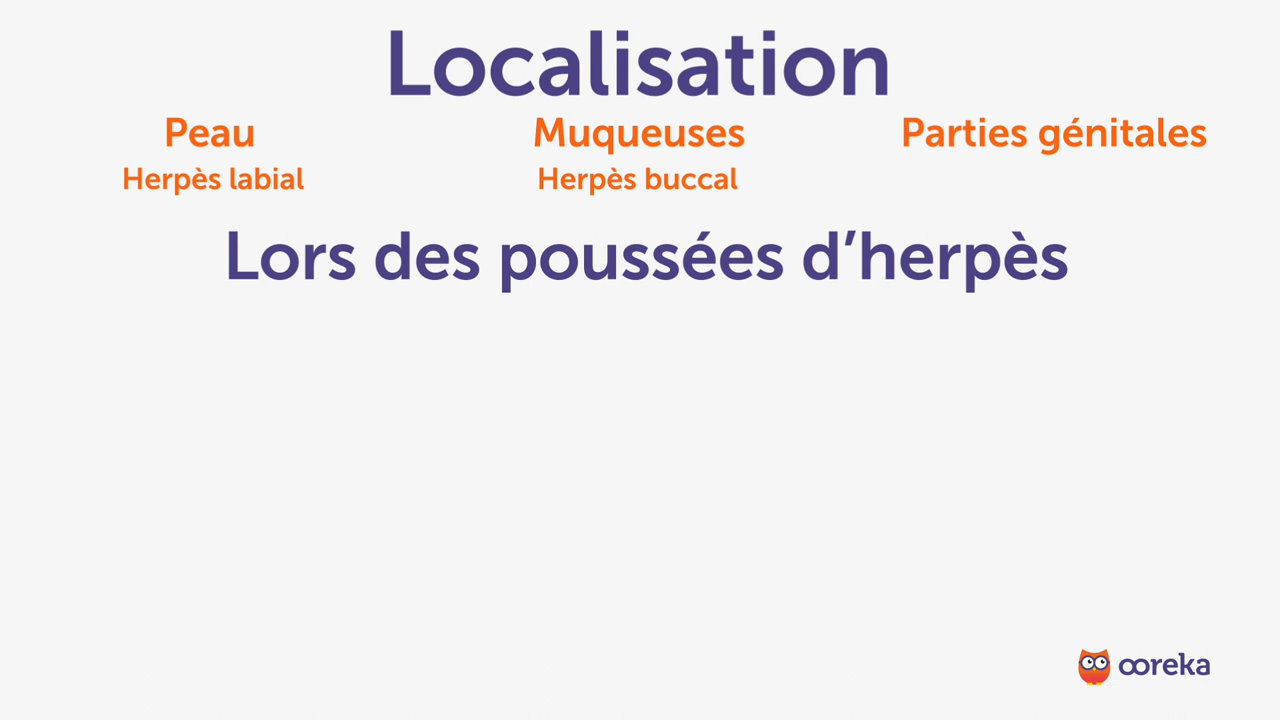 Localisation
Peau
Herpès labial
Muqueuses
Herpès buccal
Parties génitales
Lors des poussées d’herpès
ooreka